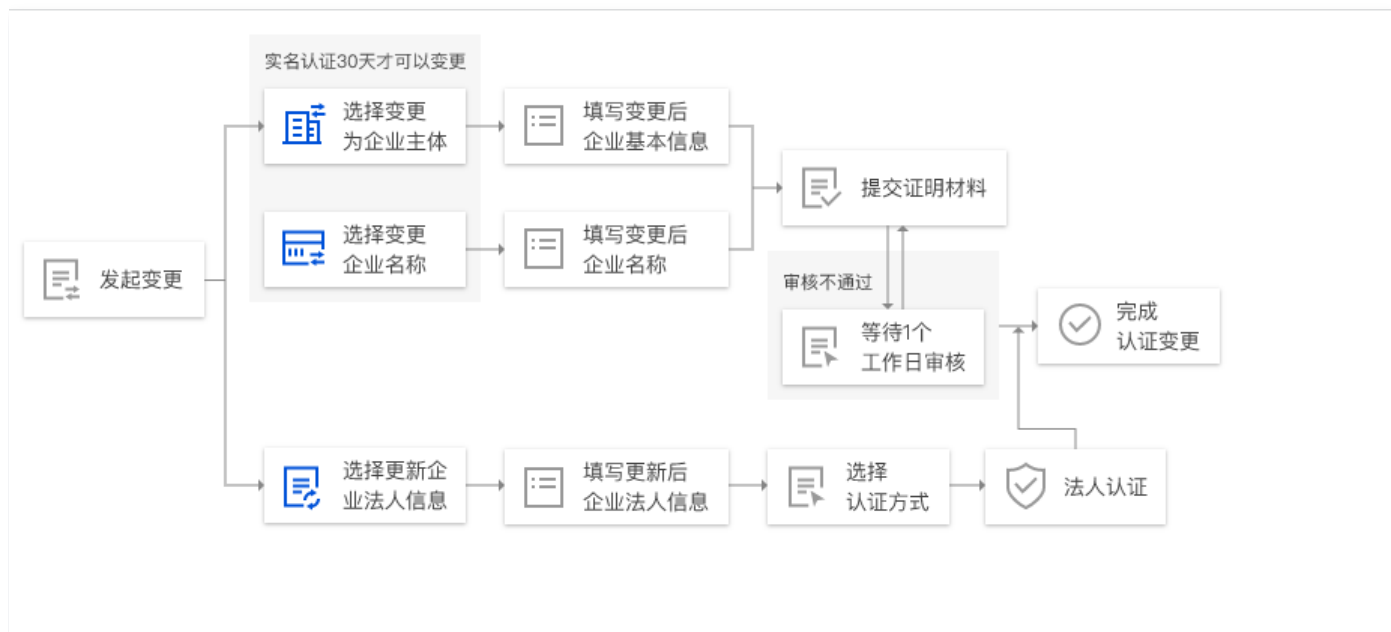 实名认证30天才可以变更
选择变更
为企业主体
填写变更后
企业基本信息
提交证明材料
选择变更
企业名称
填写变更后
企业名称
发起变更
审核不通过
等待1个
工作日审核
完成
认证变更
选择更新企
业法人信息
填写更新后
企业法人信息
选择
认证方式
法人认证